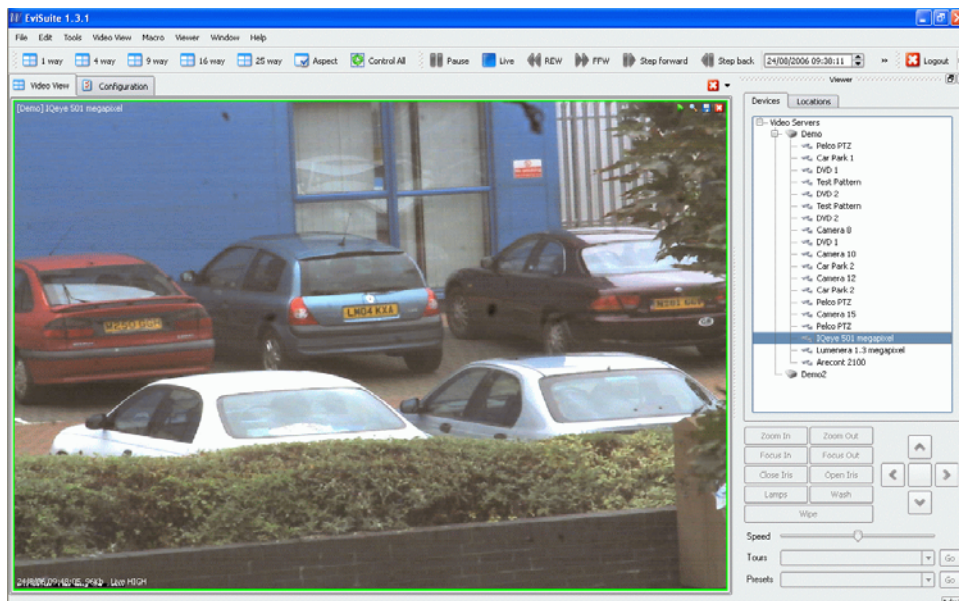 EviSuite 1.3.1
File Edit Tools Video View Macro Viewer Window Help
1 way 4 way 9 way 16 way 25 way Aspect Control All Pause Live REW FFW Step forward Step back 24/08/2006 09:38:11 » Logout
Video View Configuration
Viewer
[Demo] IQeye 501 megapixel
M250 OGH
LM04 KXA
Devices Locations
Video Servers
Demo
Pelco PTZ
Car Park 1
DVD 1
Test Pattern
DVD 2
Test Pattern
DVD 2
Camera 8
DVD 1
Camera 10
Car Park 2
Camera 12
Car Park 2
Pelco PTZ
Camera 15
Pelco PTZ
IQeye 501 megapixel
Lumenera 1.3 megapixel
Arecont 2100
Demo2
Zoom In Zoom Out
Focus In Focus Out
Close Iris Open Iris
Lamps Wash
Wipe
Speed
Tours Go
Presets Go
Live HIGH